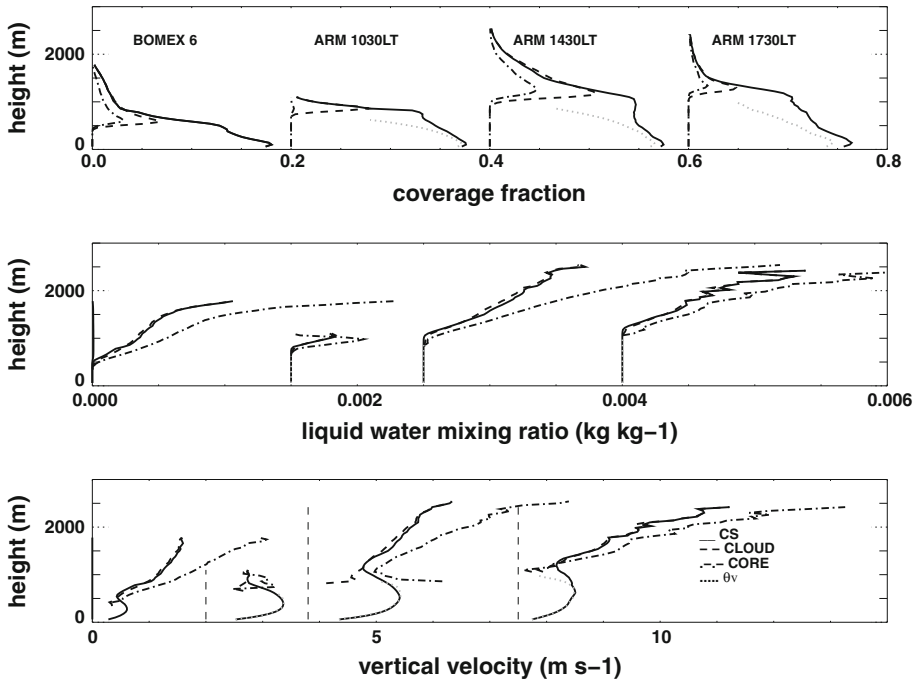 BOMEX 6
ARM 1030LT
ARM 1430LT
ARM 1730LT
height (m)
2000
0
0.0
0.2
0.4
0.6
0.8
coverage fraction
height (m)
2000
0
0.000
0.002
0.004
0.006
liquid water mixing ratio (kg kg−1)
height (m)
2000
0
CS
CLOUD
CORE
θv
0
5
10
vertical velocity (m s−1)